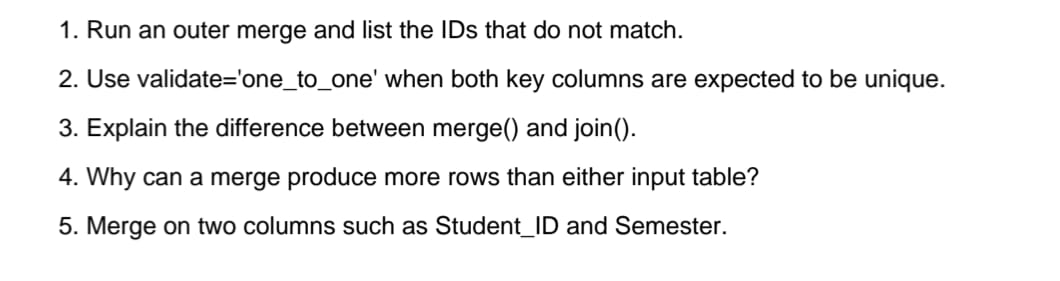 1. Run an outer merge and list the IDs that do not match.
2. Use validate='one_to_one' when both key columns are expected to be unique.
3. Explain the difference between merge() and join().
4. Why can a merge produce more rows than either input table?
5. Merge on two columns such as Student_ID and Semester.